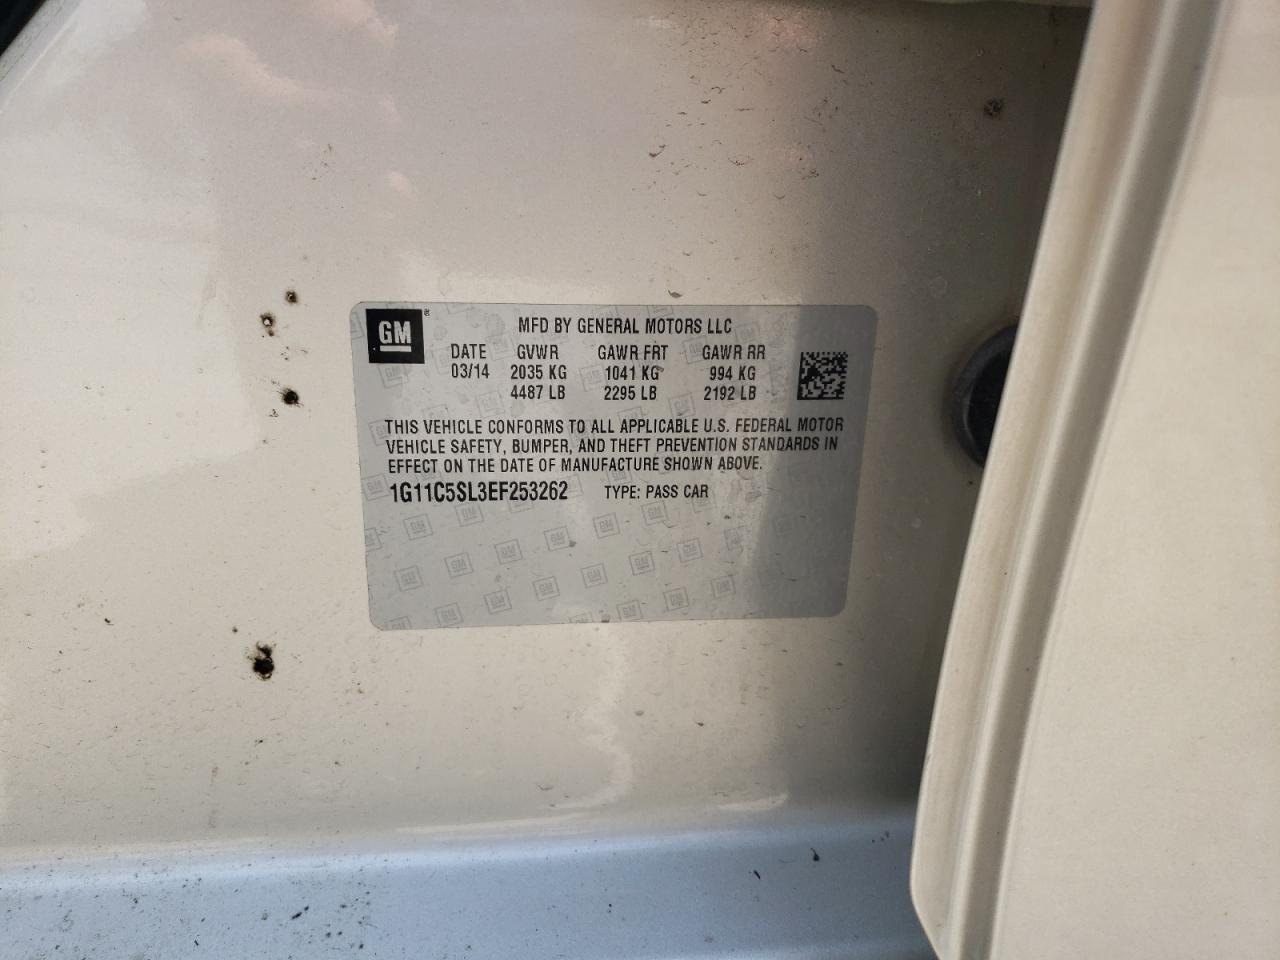 GM ®
MFD BY GENERAL MOTORS LLC
DATE GVWR GAWR FRT GAWR RR
03/14 2035 KG 1041 KG 994 KG
4487 LB 2295 LB 2192 LB
THIS VEHICLE CONFORMS TO ALL APPLICABLE U.S. FEDERAL MOTOR
VEHICLE SAFETY, BUMPER, AND THEFT PREVENTION STANDARDS IN
EFFECT ON THE DATE OF MANUFACTURE SHOWN ABOVE.
1G11C5SL3EF253262 TYPE: PASS CAR